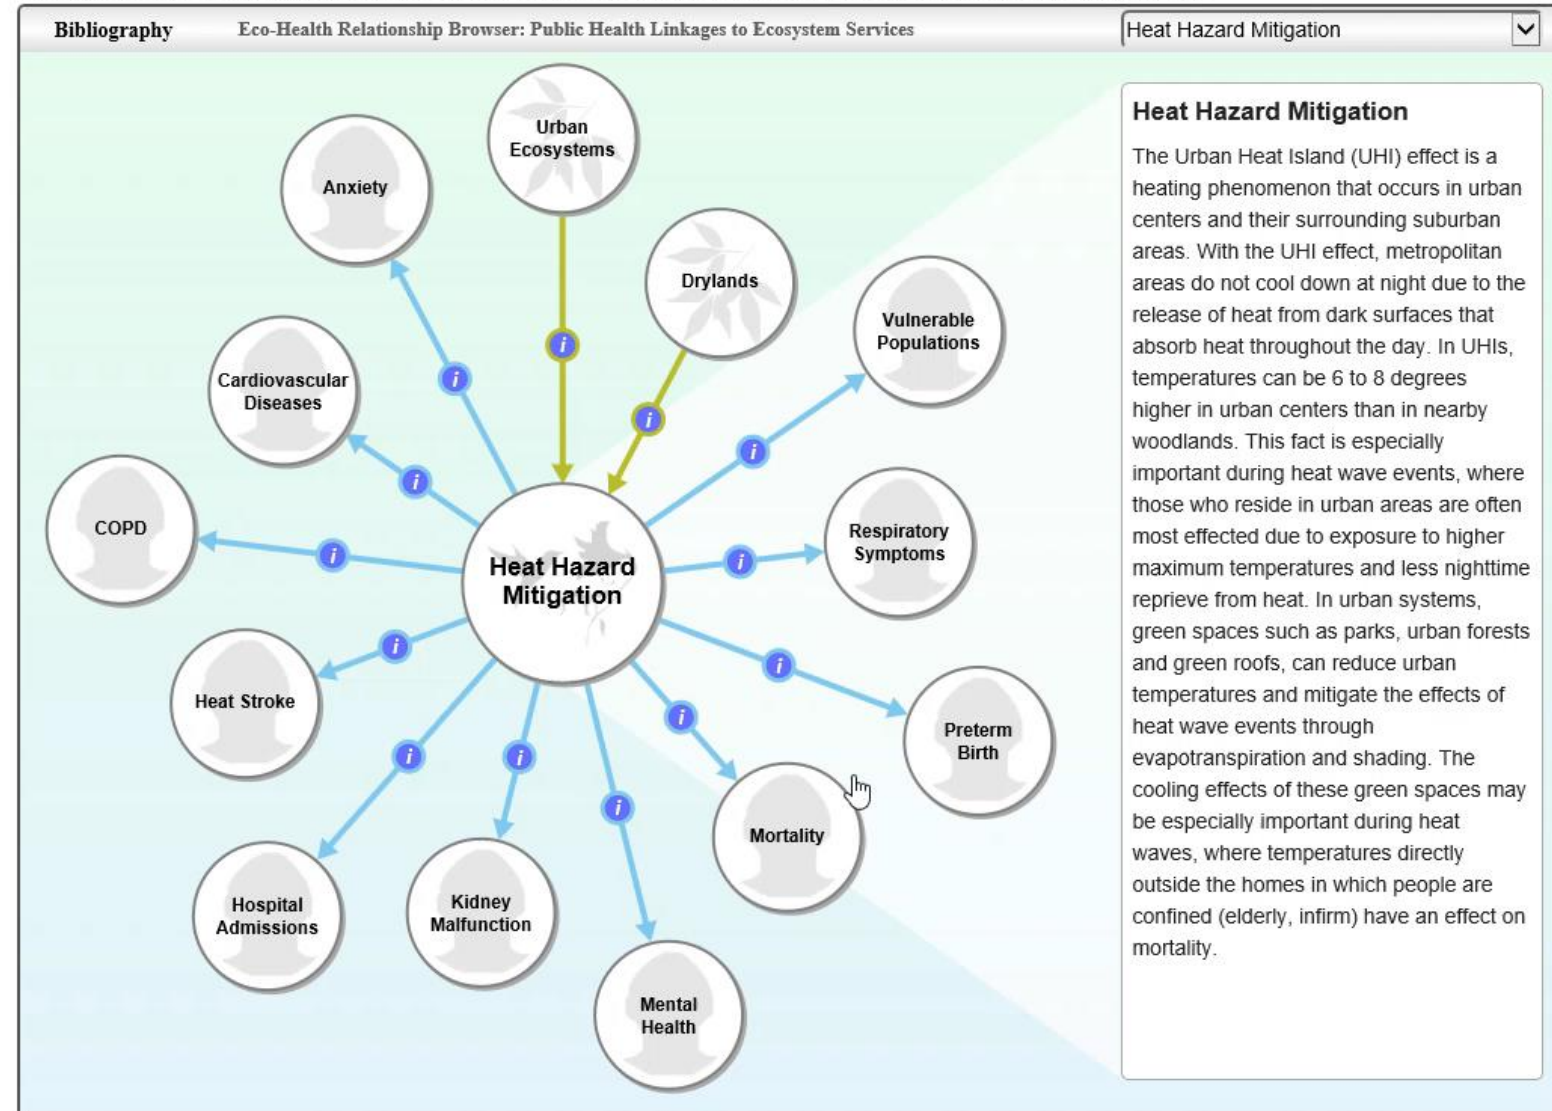 Bibliography
Eco-Health Relationship Browser: Public Health Linkages to Ecosystem Services
Heat Hazard Mitigation
Urban
Ecosystems
Anxiety
Drylands
Vulnerable
Populations
Cardiovascular
Diseases
COPD
Respiratory
Symptoms
Heat Hazard
Mitigation
Heat Stroke
Preterm
Birth
Mortality
Hospital
Admissions
Kidney
Malfunction
Mental
Health
i
i
i
i
i
i
i
i
i
i
i
i
i
Heat Hazard Mitigation
The Urban Heat Island (UHI) effect is a
heating phenomenon that occurs in urban
centers and their surrounding suburban
areas. With the UHI effect, metropolitan
areas do not cool down at night due to the
release of heat from dark surfaces that
absorb heat throughout the day. In UHIs,
temperatures can be 6 to 8 degrees
higher in urban centers than in nearby
woodlands. This fact is especially
important during heat wave events, where
those who reside in urban areas are often
most effected due to exposure to higher
maximum temperatures and less nighttime
reprieve from heat. In urban systems,
green spaces such as parks, urban forests
and green roofs, can reduce urban
temperatures and mitigate the effects of
heat wave events through
evapotranspiration and shading. The
cooling effects of these green spaces may
be especially important during heat
waves, where temperatures directly
outside the homes in which people are
confined (elderly, infirm) have an effect on
mortality.